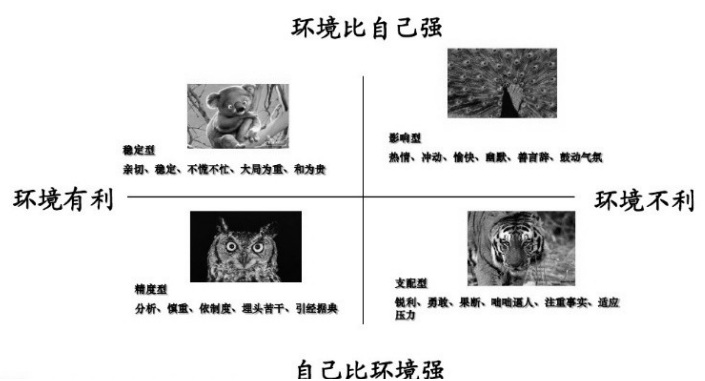 环境比自己强
稳定型
亲切、稳定、不慌不忙、大局为重、和为贵
影响型
热情、冲动、愉快、幽默、善言辞、鼓动气氛
环境有利
环境不利
精度型
分析、慎重、依制度、埋头苦干、引经据典
支配型
锐利、勇敢、果断、咄咄逼人、注重事实、适应
压力
自己比环境强